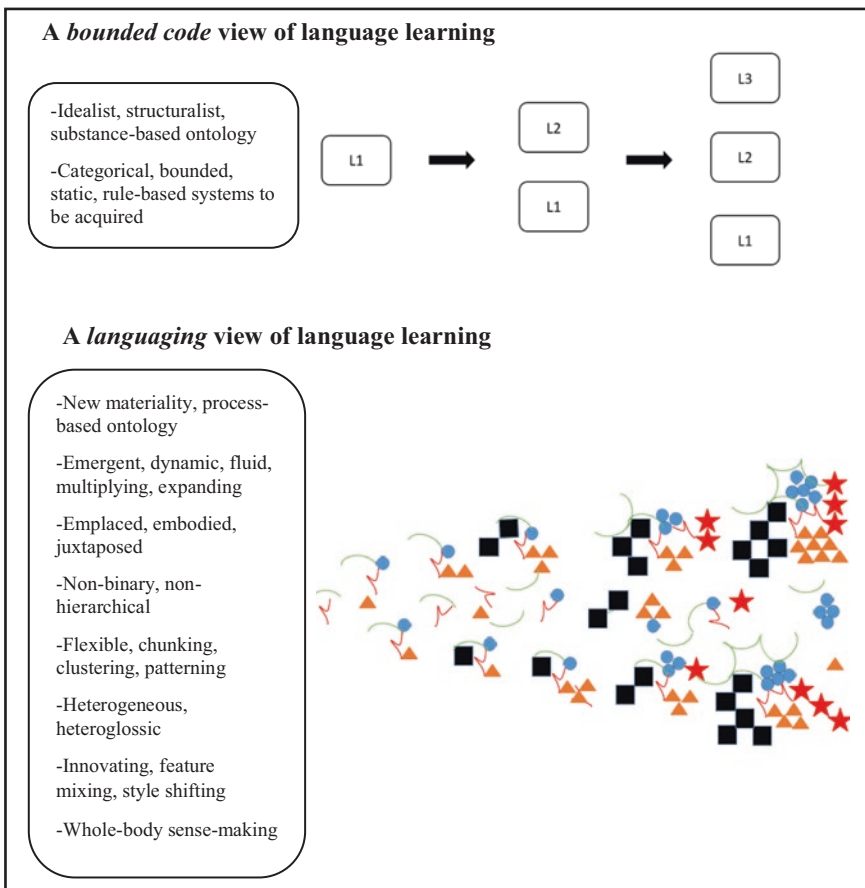 A bounded code view of language learning
-Idealist, structuralist,
substance-based ontology
-Categorical, bounded,
static, rule-based systems to
be acquired
L1
L2
L1
L3
L2
L1
A languaging view of language learning
-New materiality, process-
based ontology
-Emergent, dynamic, fluid,
multiplying, expanding
-Emplaced, embodied,
juxtaposed
-Non-binary, non-
hierarchical
-Flexible, chunking,
clustering, patterning
-Heterogeneous,
heteroglossic
-Innovating, feature
mixing, style shifting
-Whole-body sense-making